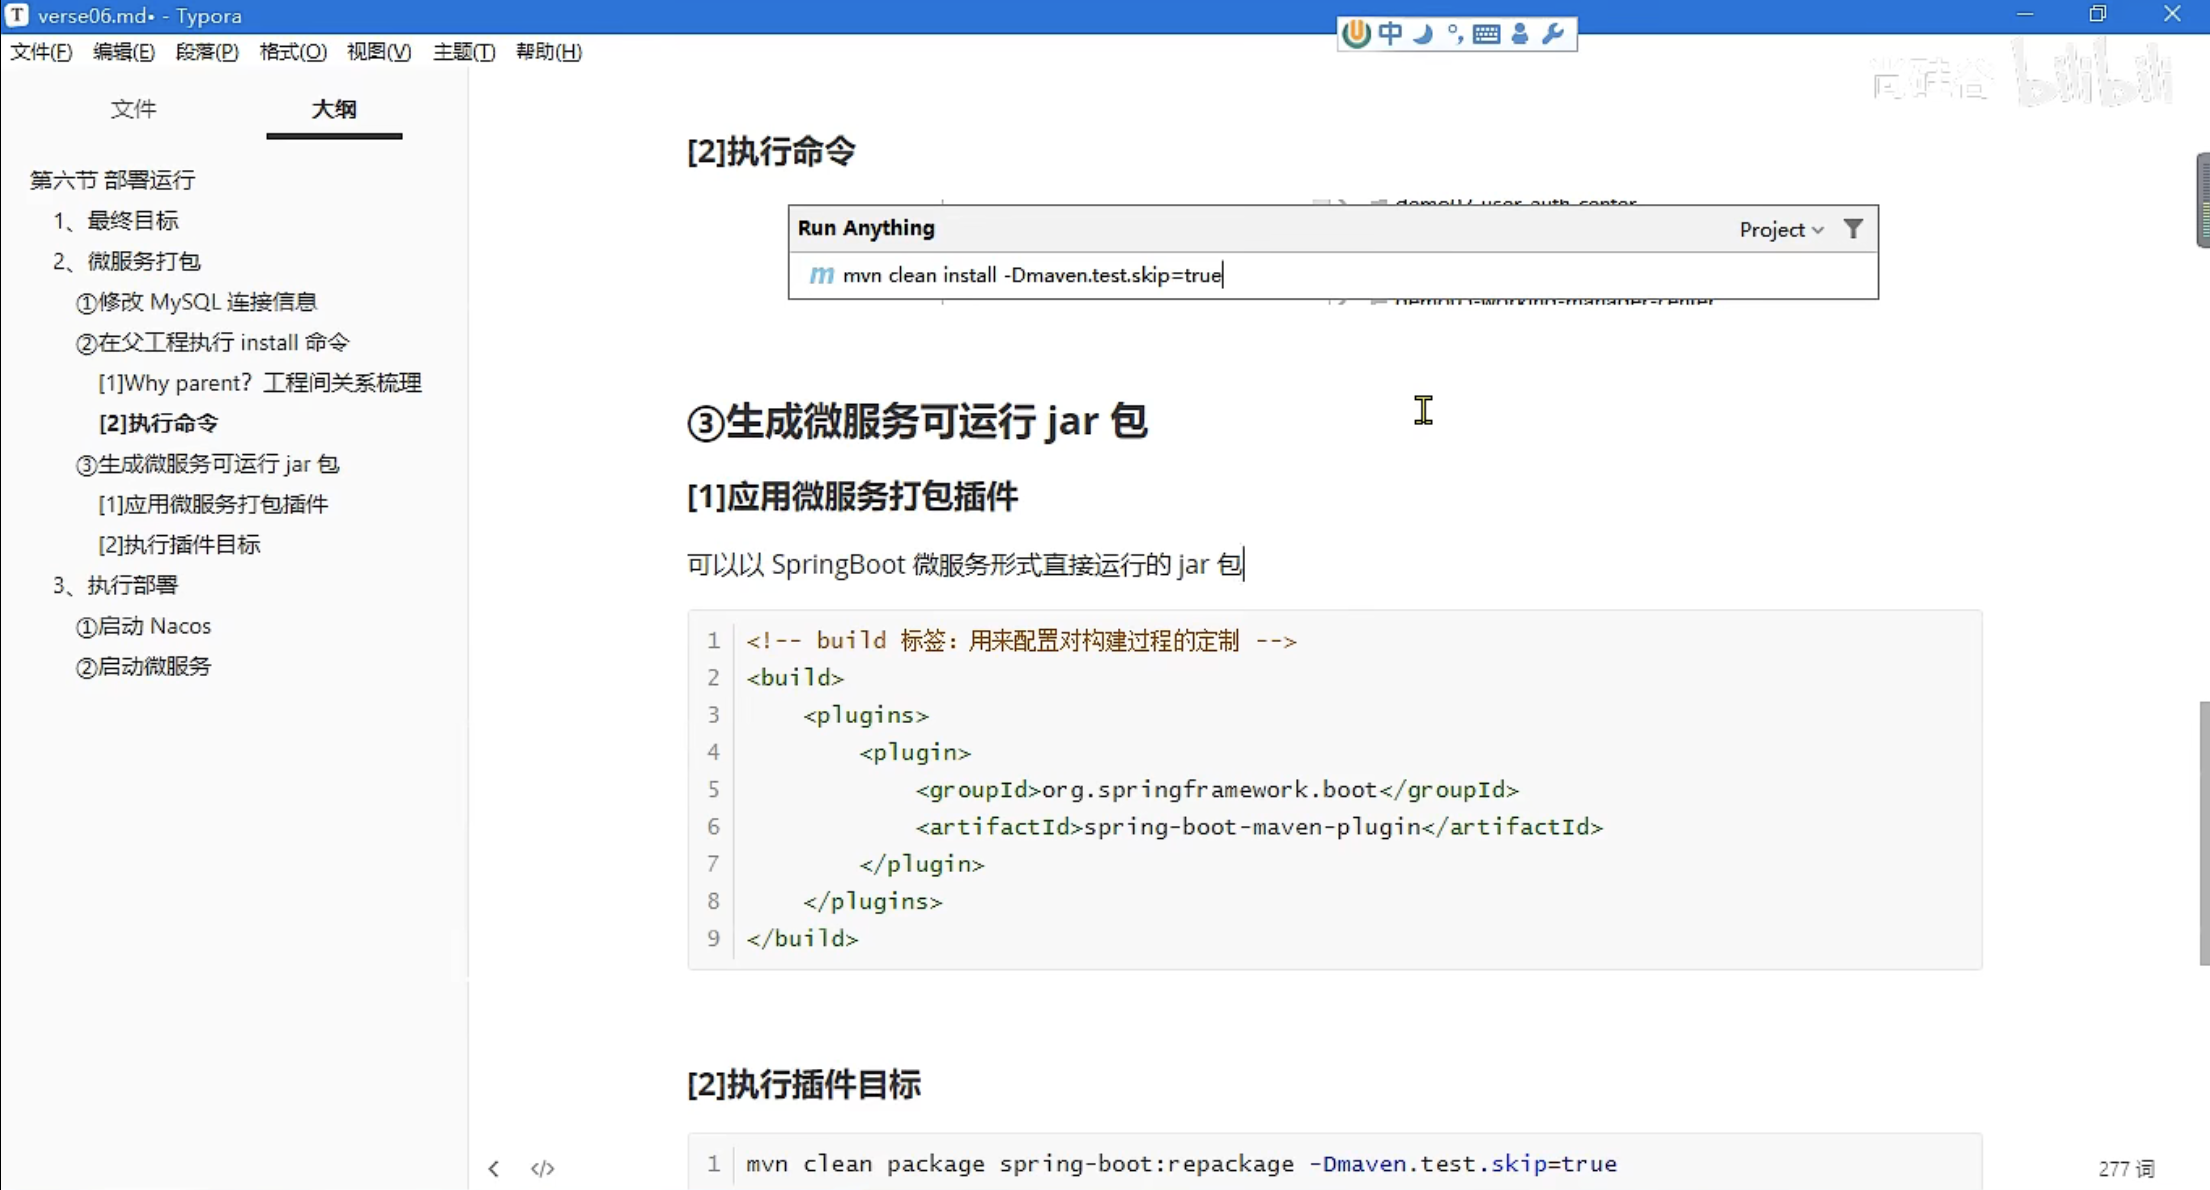 verse06.md• - Typora
中
文件(F) 编辑(E) 段落(P) 格式(O) 视图(V) 主题(T) 帮助(H)
尚硅谷 bilibili
文件 大纲
第六节 部署运行
1、最终目标
2、微服务打包
①修改 MySQL 连接信息
②在父工程执行 install 命令
[1]Why parent？工程间关系梳理
[2]执行命令
③生成微服务可运行 jar 包
[1]应用微服务打包插件
[2]执行插件目标
3、执行部署
①启动 Nacos
②启动微服务
[2]执行命令
Run Anything Project
m mvn clean install -Dmaven.test.skip=true
③生成微服务可运行 jar 包
[1]应用微服务打包插件
可以以 SpringBoot 微服务形式直接运行的 jar 包
1 <!-- build 标签：用来配置对构建过程的定制 -->
2 <build>
3 <plugins>
4 <plugin>
5 <groupId>org.springframework.boot</groupId>
6 <artifactId>spring-boot-maven-plugin</artifactId>
7 </plugin>
8 </plugins>
9 </build>
[2]执行插件目标
1 mvn clean package spring-boot:repackage -Dmaven.test.skip=true
277 词